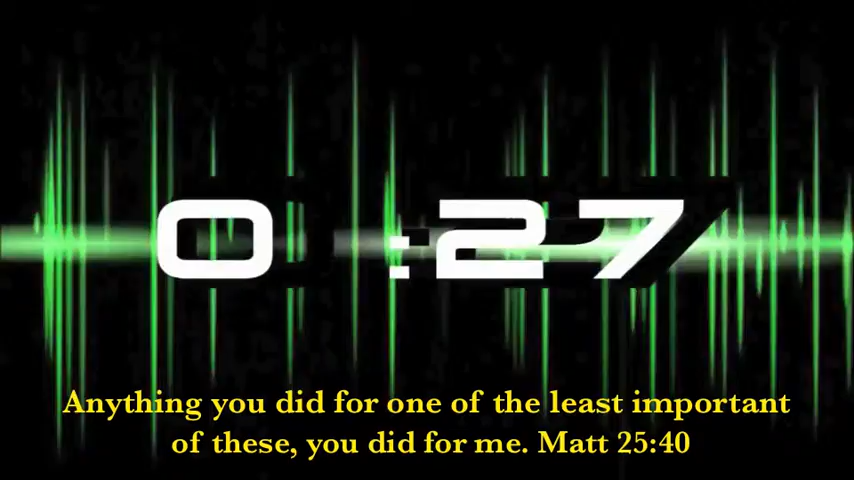 0 :27
Anything you did for one of the least important
of these, you did for me. Matt 25:40